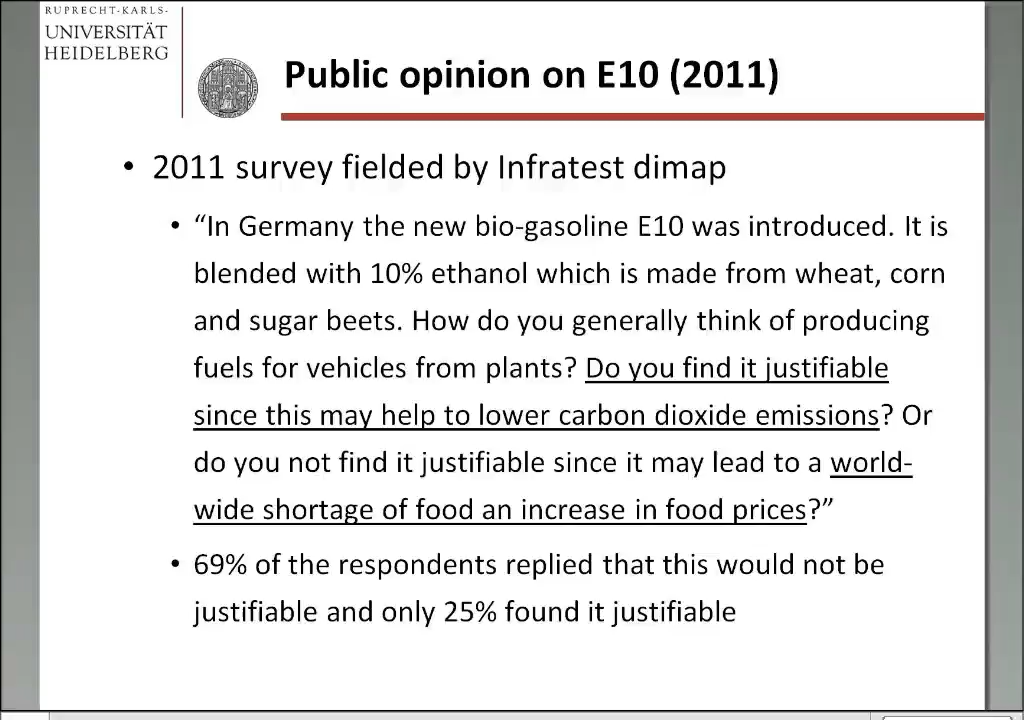 RUPRECHT-KARLS-
UNIVERSITÄT
HEIDELBERG
Public opinion on E10 (2011)
• 2011 survey fielded by Infratest dimap
• “In Germany the new bio-gasoline E10 was introduced. It is
blended with 10% ethanol which is made from wheat, corn
and sugar beets. How do you generally think of producing
fuels for vehicles from plants? Do you find it justifiable
since this may help to lower carbon dioxide emissions? Or
do you not find it justifiable since it may lead to a world-
wide shortage of food an increase in food prices?”
• 69% of the respondents replied that this would not be
justifiable and only 25% found it justifiable